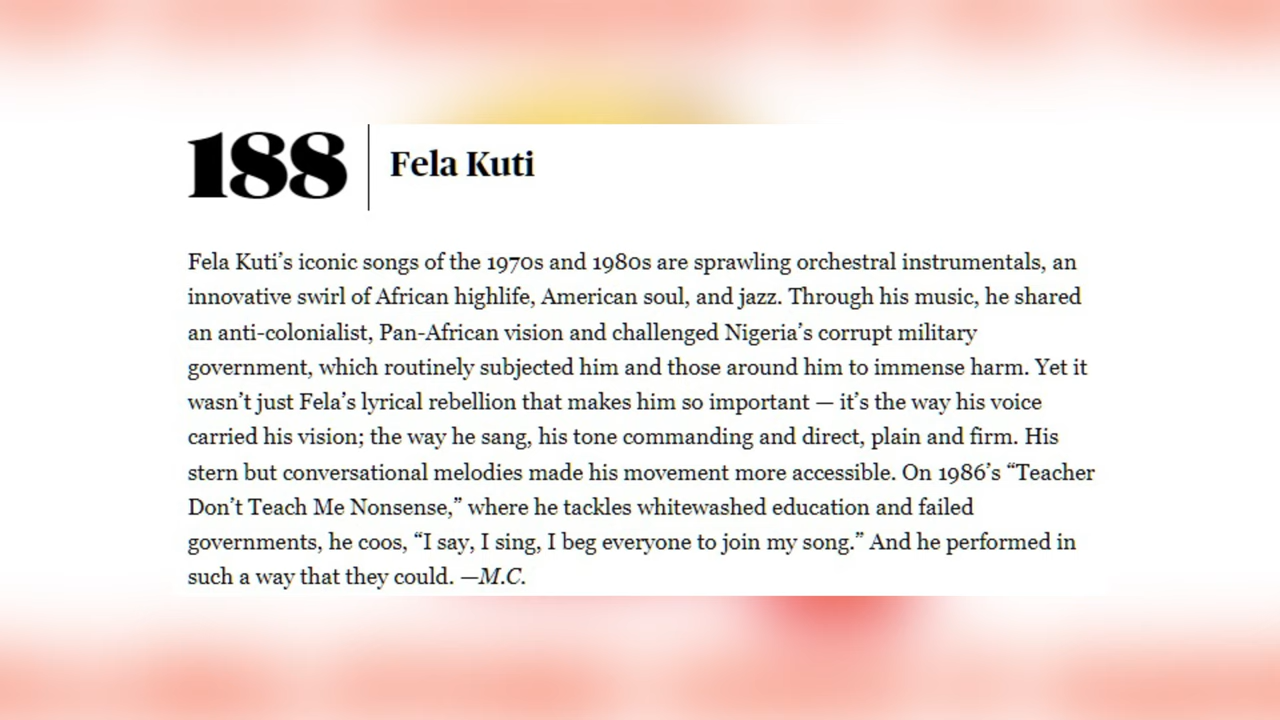 188
Fela Kuti
Fela Kuti’s iconic songs of the 1970s and 1980s are sprawling orchestral instrumentals, an
innovative swirl of African highlife, American soul, and jazz. Through his music, he shared
an anti-colonialist, Pan-African vision and challenged Nigeria’s corrupt military
government, which routinely subjected him and those around him to immense harm. Yet it
wasn’t just Fela’s lyrical rebellion that makes him so important — it’s the way his voice
carried his vision; the way he sang, his tone commanding and direct, plain and firm. His
stern but conversational melodies made his movement more accessible. On 1986’s “Teacher
Don’t Teach Me Nonsense,” where he tackles whitewashed education and failed
governments, he coos, “I say, I sing, I beg everyone to join my song.” And he performed in
such a way that they could. —M.C.